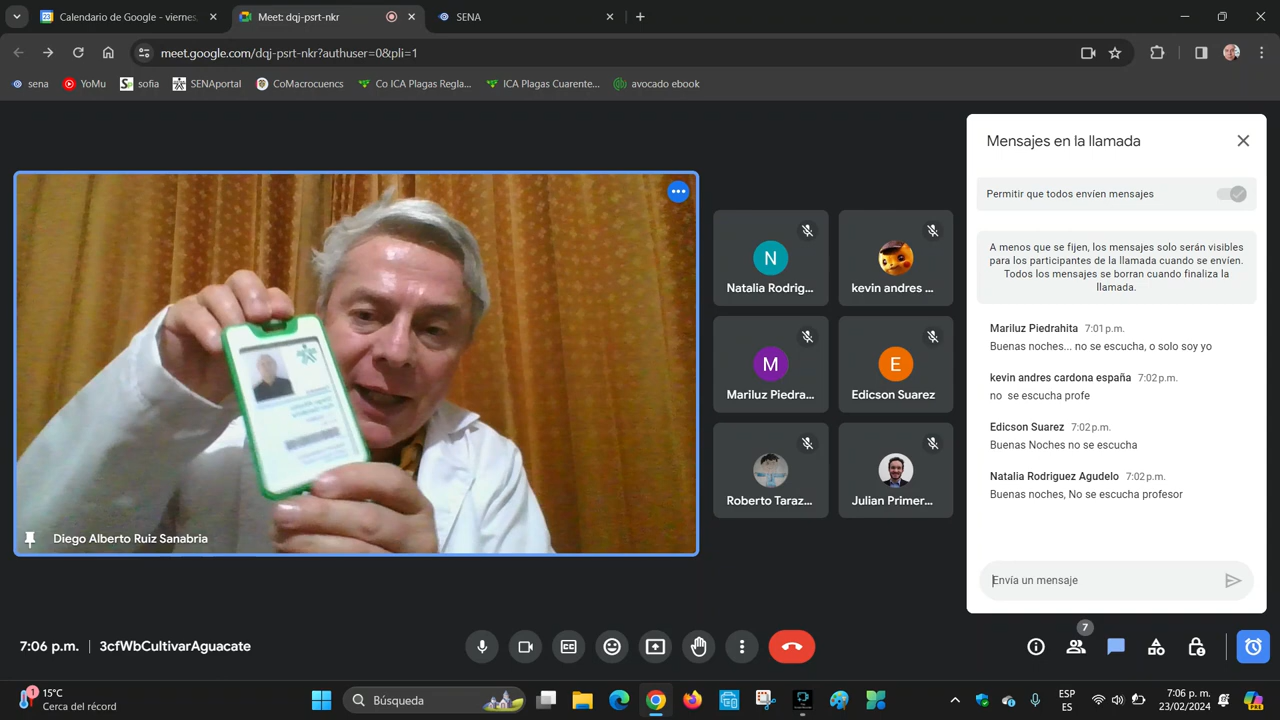 Calendario de Google - viernes,
Meet: dqj-psrt-nkr
SENA
meet.google.com/dqj-psrt-nkr?authuser=0&pli=1
sena
YoMu
sofia
SENAportal
CoMacrocuencs
Co ICA Plagas Regla...
ICA Plagas Cuarente...
avocado ebook
Mensajes en la llamada
Permitir que todos envíen mensajes
A menos que se fijen, los mensajes solo serán visibles
para los participantes de la llamada cuando se envíen.
Todos los mensajes se borran cuando finaliza la
llamada.
Mariluz Piedrahita 7:01 p.m.
Buenas noches... no se escucha, o solo soy yo
kevin andres cardona españa 7:02 p.m.
no se escucha profe
Edicson Suarez 7:02 p.m.
Buenas Noches no se escucha
Natalia Rodriguez Agudelo 7:02 p.m.
Buenas noches, No se escucha profesor
Envía un mensaje
N
Natalia Rodrig...
kevin andres ...
M
Mariluz Piedra...
E
Edicson Suarez
Roberto Taraz...
Julian Primer...
Diego Alberto Ruiz Sanabria
7:06 p.m. | 3cfWbCultivarAguacate
7
1
15°C
Cerca del récord
Búsqueda
ESP
ES
7:06 p. m.
23/02/2024